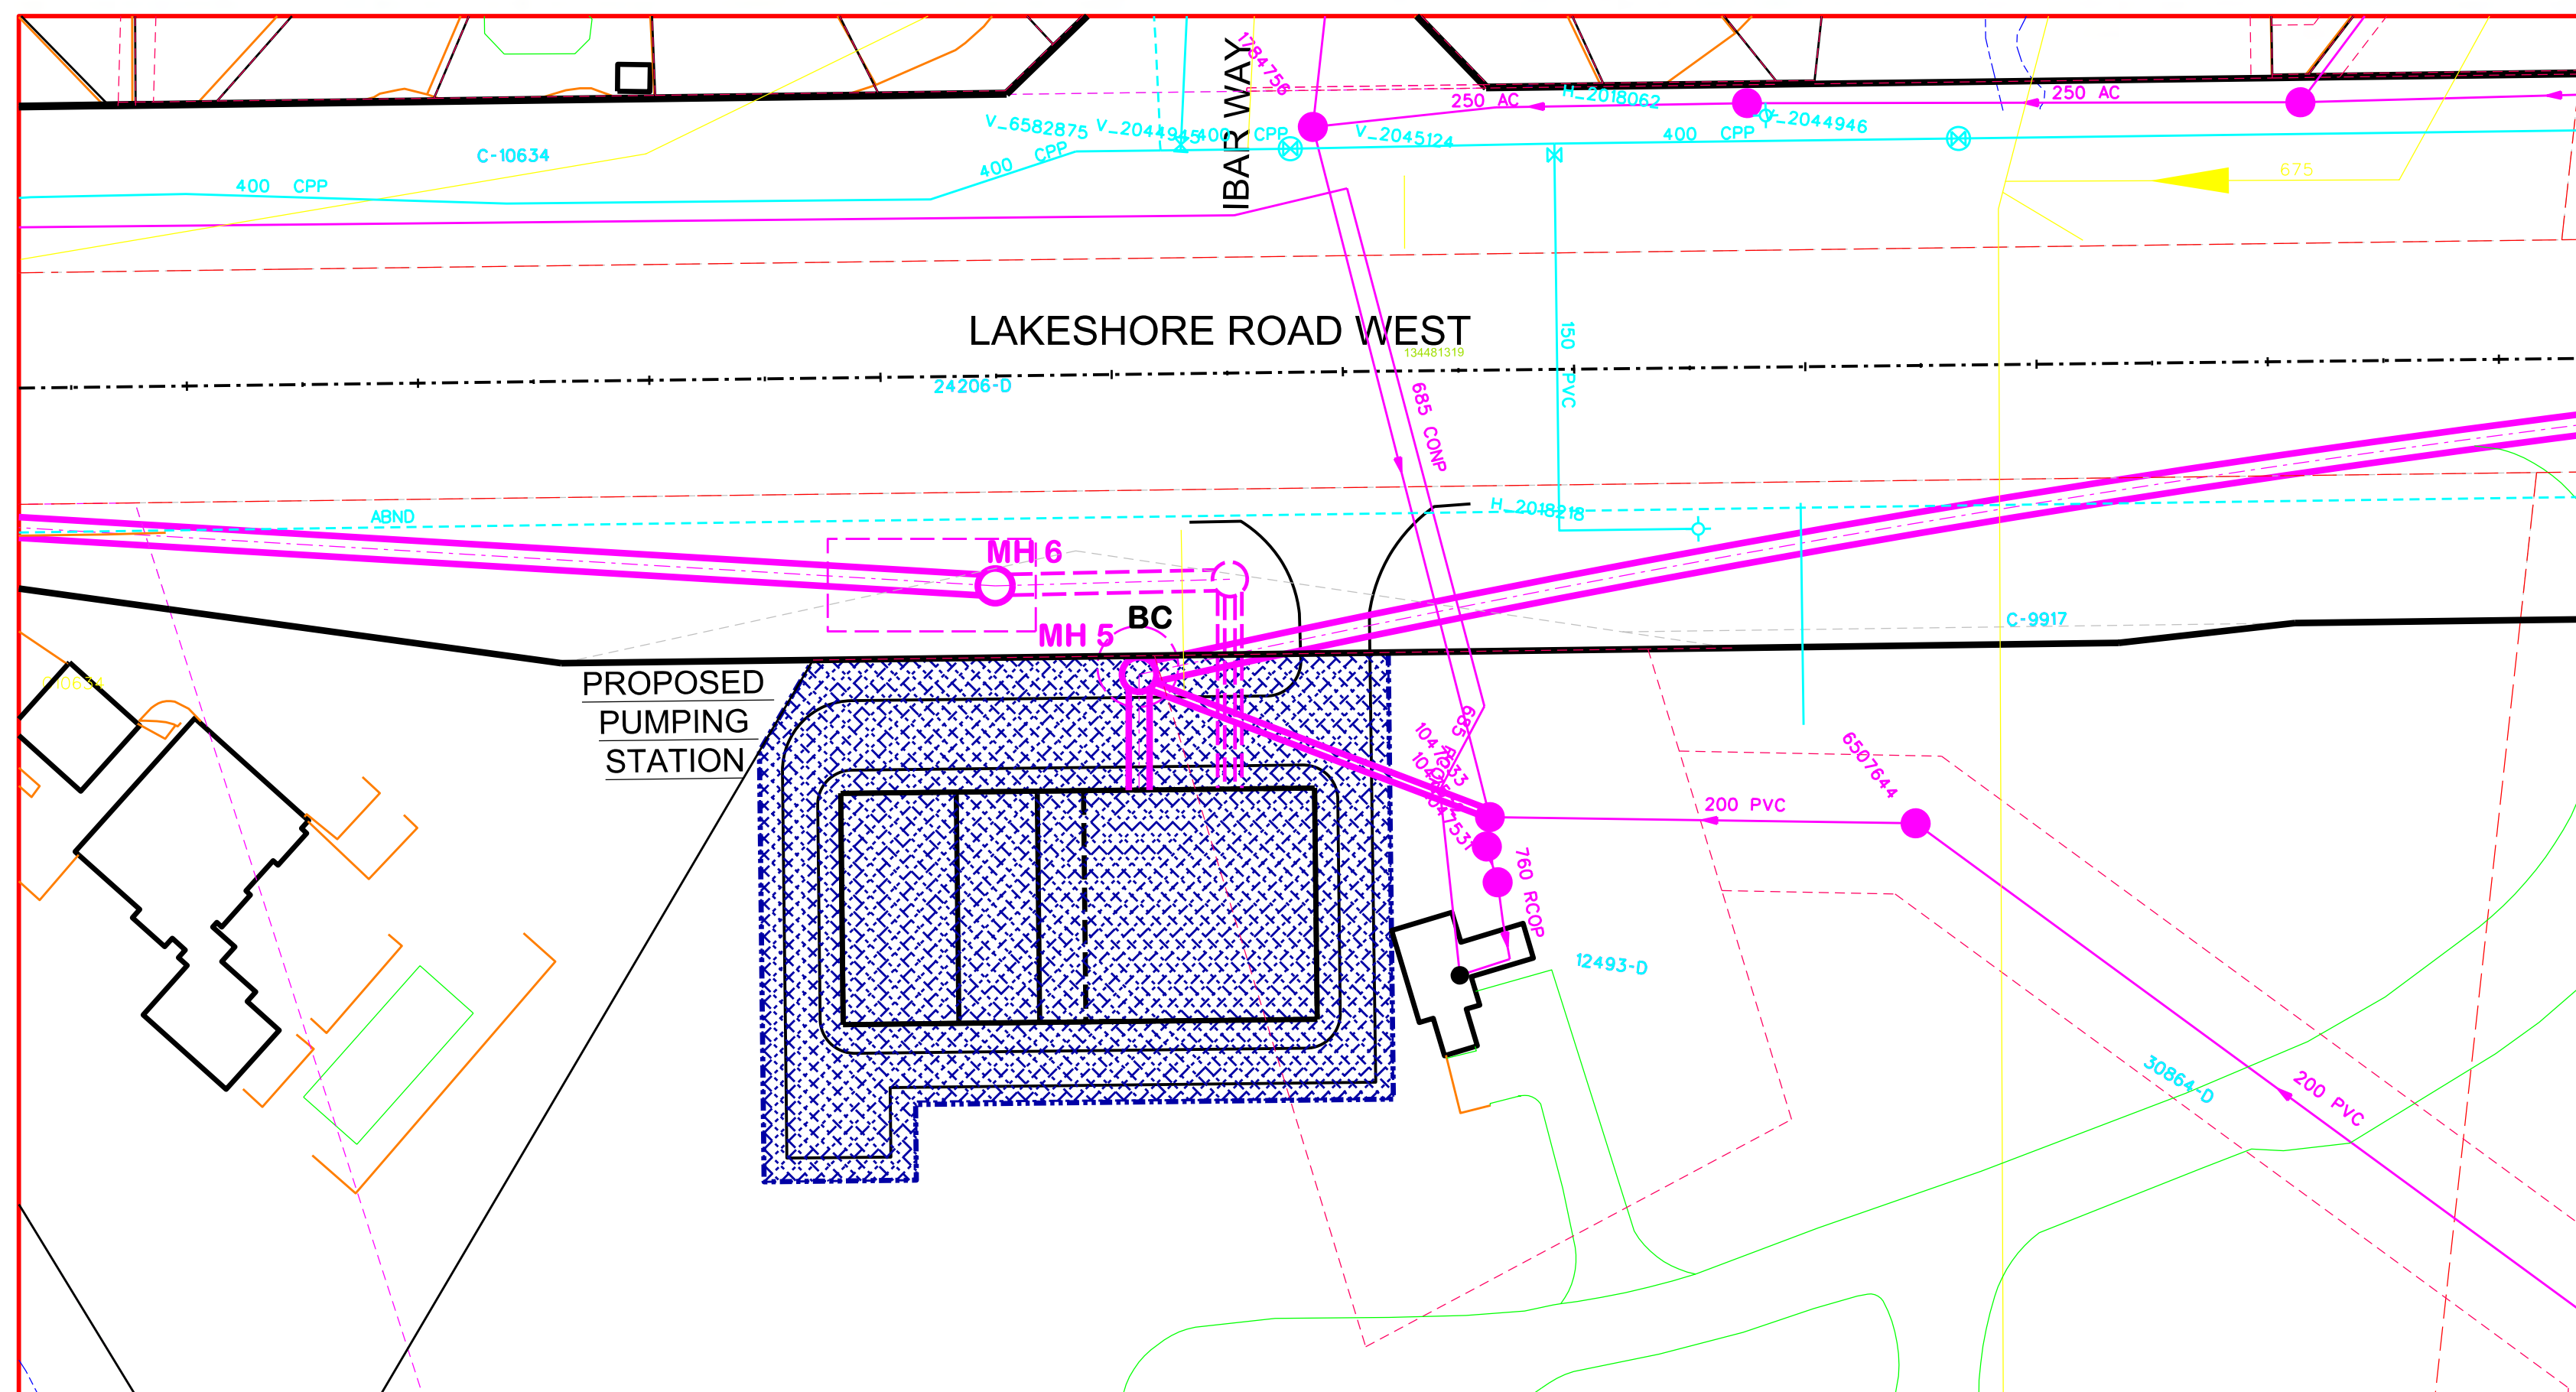 1784756
IBAR WAY
250 AC
H_2018062
250 AC
V_6582875
V_2044945
400 CPP
V_2045124
400 CPP
V_2044946
C-10634
400 CPP
400 CPP
675
LAKESHORE ROAD WEST
134481319
24206-D
150 PVC
685 CONP
ABND
H_2018218
MH 6
BC
MH 5
C-9917
PROPOSED
PUMPING
STATION
6507644
200 PVC
760 RCOP
12493-D
30864-D
200 PVC